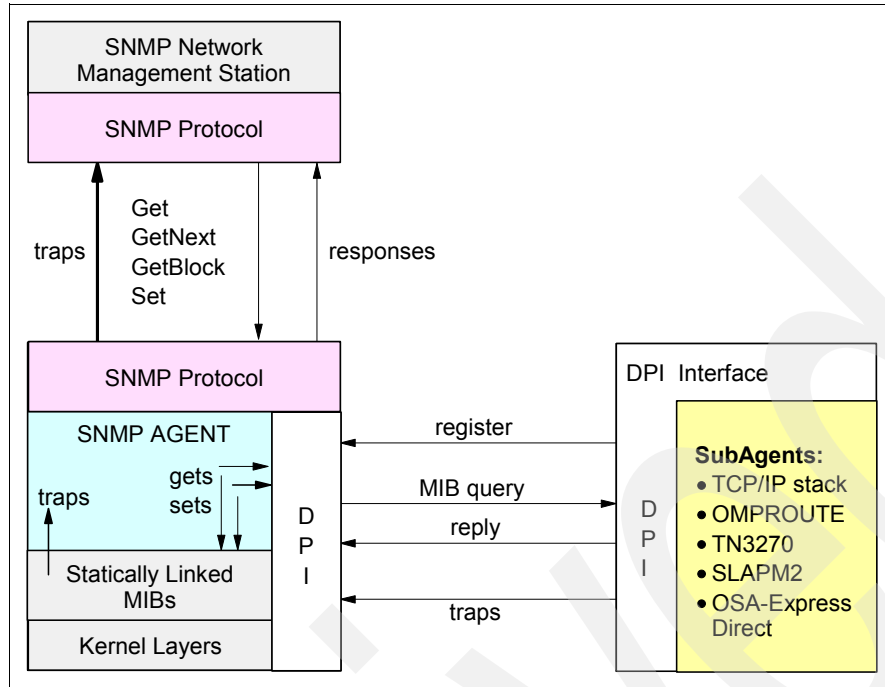 SNMP Network
Management Station
SNMP Protocol
traps
Get
GetNext
GetBlock
Set
responses
SNMP Protocol
SNMP AGENT
gets
sets
traps
Statically Linked
MIBs
Kernel Layers
D
P
I
register
MIB query
reply
traps
DPI Interface
D
P
I
SubAgents:
• TCP/IP stack
• OMPROUTE
• TN3270
• SLAPM2
• OSA-Express
Direct